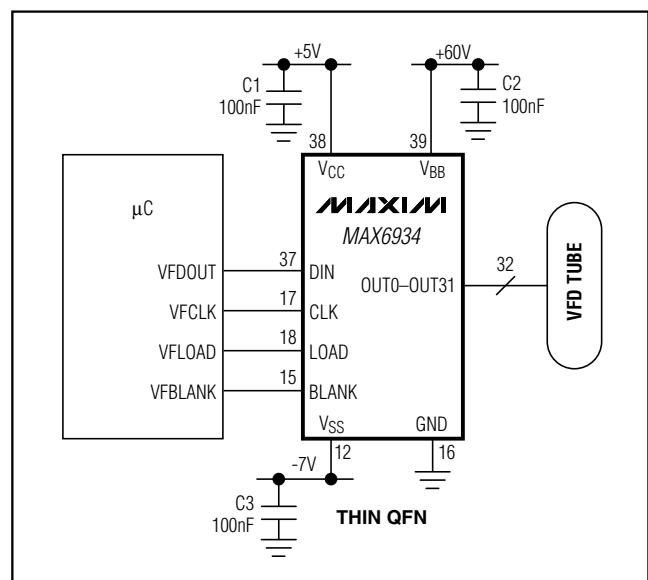 +5V
+60V
C1
100nF
C2
100nF
38
39
VCC
VBB
μC
MAXIM
MAX6934
VFDOUT
37
DIN
VFCLK
17
CLK
VFLOAD
18
LOAD
VFBLANK
15
BLANK
OUT0–OUT31
32
VFD TUBE
VSS
GND
12
16
-7V
C3
100nF
THIN QFN